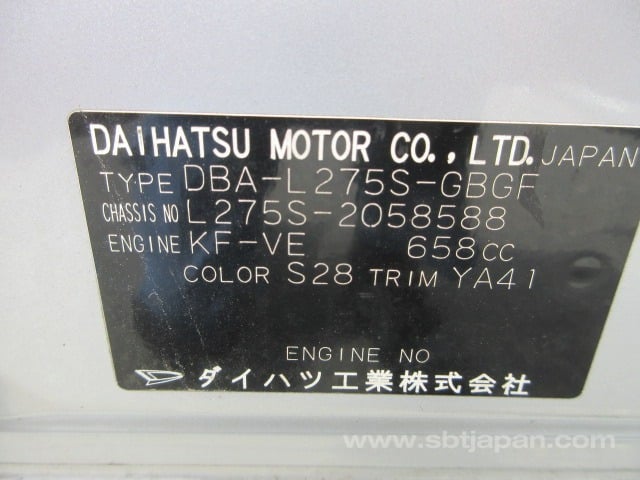 DAIHATSU MOTOR CO., LTD. JAPAN
TYPE DBA-L275S-GBGF
CHASSIS NO L275S-2058588
ENGINE KF-VE 658CC
COLOR S28 TRIM YA41
ENGINE NO
ダイハツ工業株式会社
www.sbtjapan.com